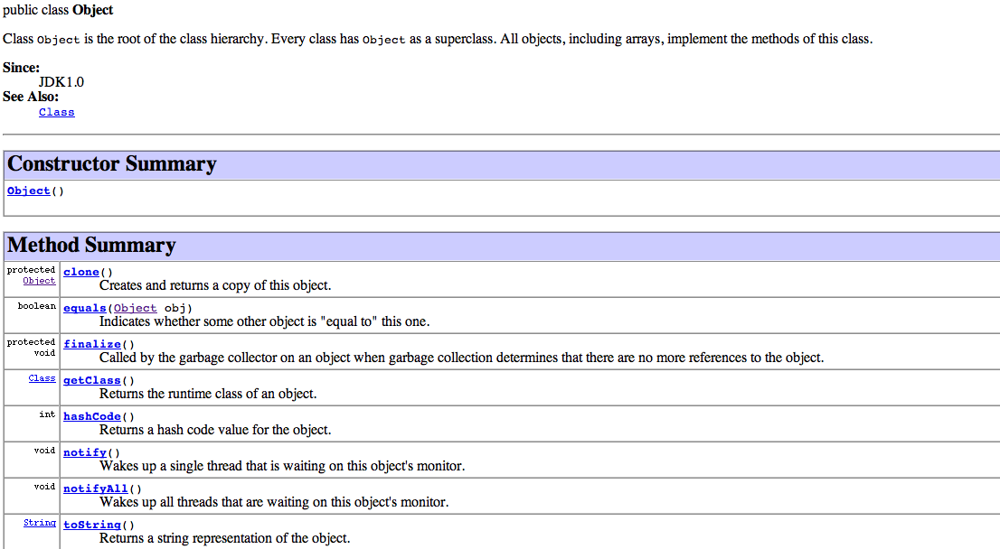 public class Object
Class Object is the root of the class hierarchy. Every class has Object as a superclass. All objects, including arrays, implement the methods of this class.
Since:
JDK1.0
See Also:
Class
Constructor Summary
Object()
Method Summary
protected Object
clone()
Creates and returns a copy of this object.
boolean
equals(Object obj)
Indicates whether some other object is "equal to" this one.
protected void
finalize()
Called by the garbage collector on an object when garbage collection determines that there are no more references to the object.
Class
getClass()
Returns the runtime class of an object.
int
hashCode()
Returns a hash code value for the object.
void
notify()
Wakes up a single thread that is waiting on this object's monitor.
void
notifyAll()
Wakes up all threads that are waiting on this object's monitor.
String
toString()
Returns a string representation of the object.